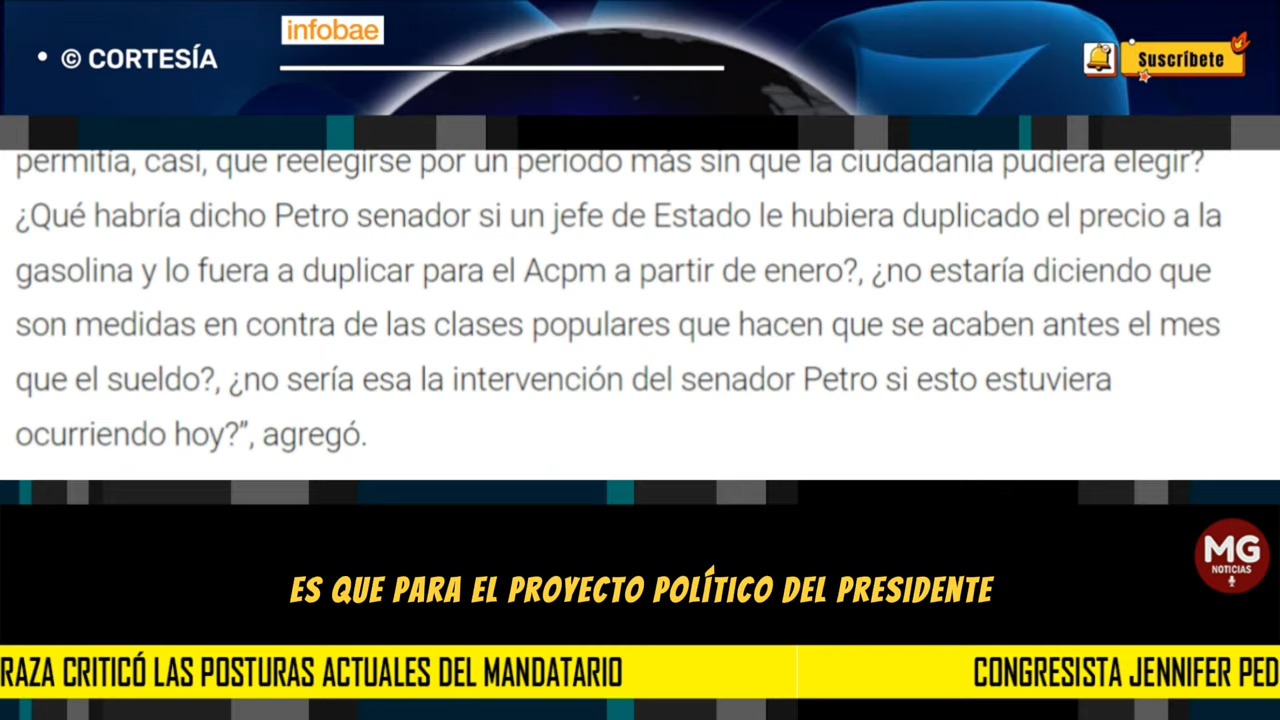 infobae
• © CORTESÍA
Suscríbete
permitía, casi, que reelegirse por un periodo más sin que la ciudadanía pudiera elegir?
¿Qué habría dicho Petro senador si un jefe de Estado le hubiera duplicado el precio a la
gasolina y lo fuera a duplicar para el Acpm a partir de enero?, ¿no estaría diciendo que
son medidas en contra de las clases populares que hacen que se acaben antes el mes
que el sueldo?, ¿no sería esa la intervención del senador Petro si esto estuviera
ocurriendo hoy?”, agregó.
MG
NOTICIAS
ES QUE PARA EL PROYECTO POLÍTICO DEL PRESIDENTE
RAZA CRITICÓ LAS POSTURAS ACTUALES DEL MANDATARIO
CONGRESISTA JENNIFER PED